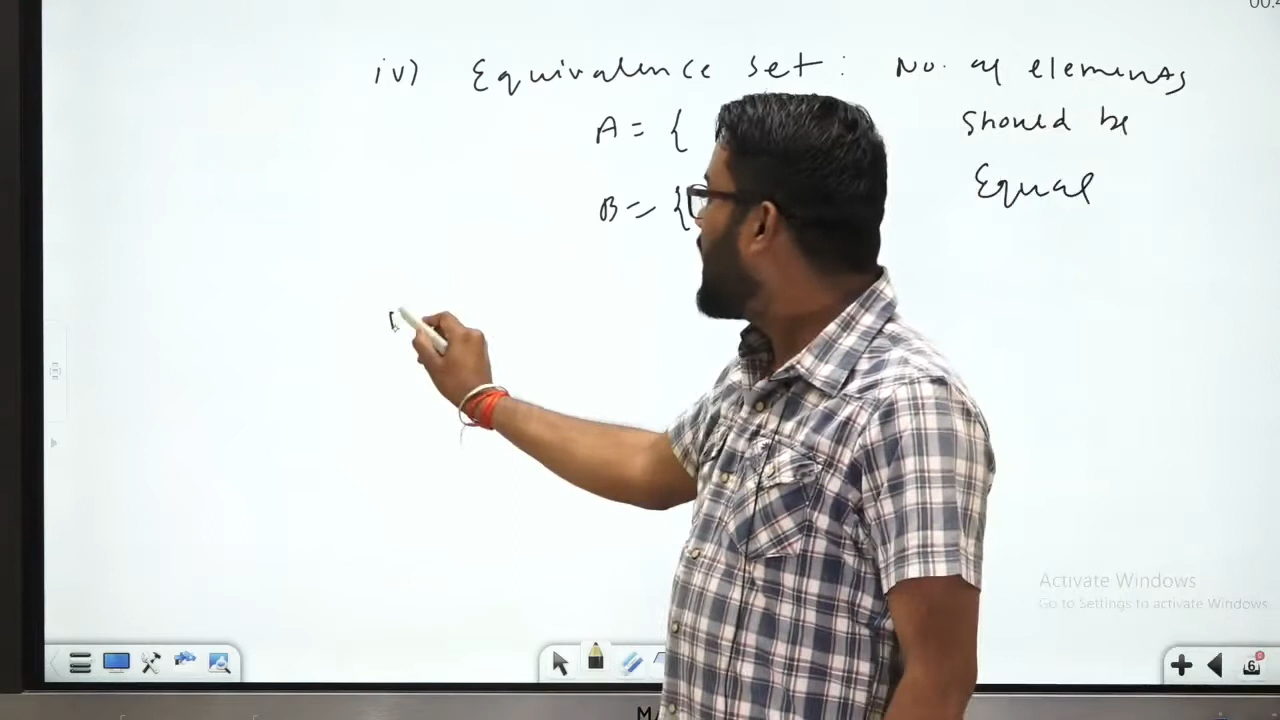 iv) Equivalence set : No. of elements
should be
Equal
A = {
B = {
Activate Windows
Go to Settings to activate Windows